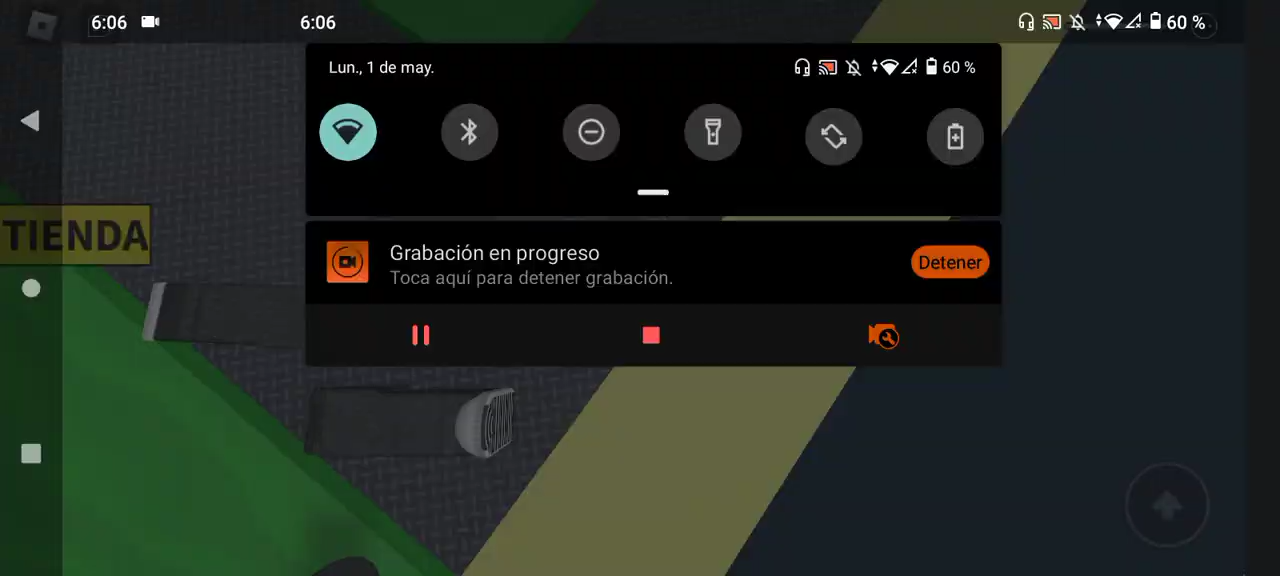 6:06
6:06
60 %
Lun., 1 de may.
60 %
TIENDA
Grabación en progreso
Toca aquí para detener grabación.
Detener